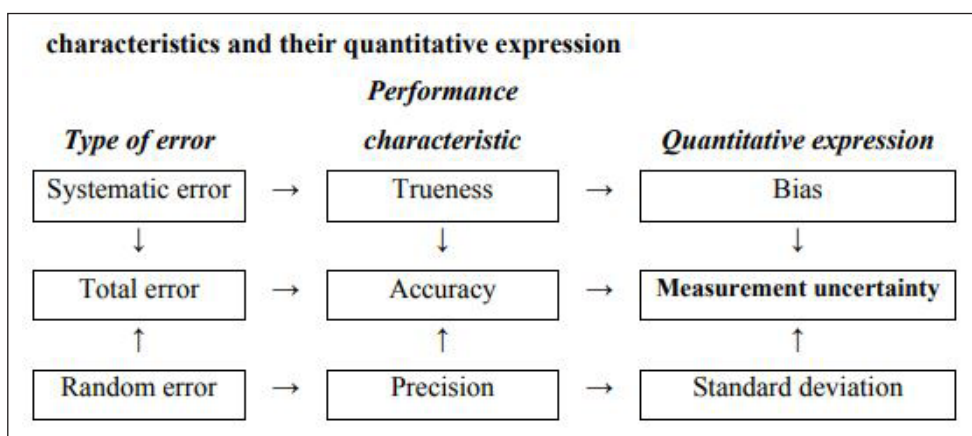 characteristics and their quantitative expression
Performance
Type of error characteristic Quantitative expression
Systematic error → Trueness → Bias
↓ ↓ ↓
Total error → Accuracy → Measurement uncertainty
↑ ↑ ↑
Random error → Precision → Standard deviation